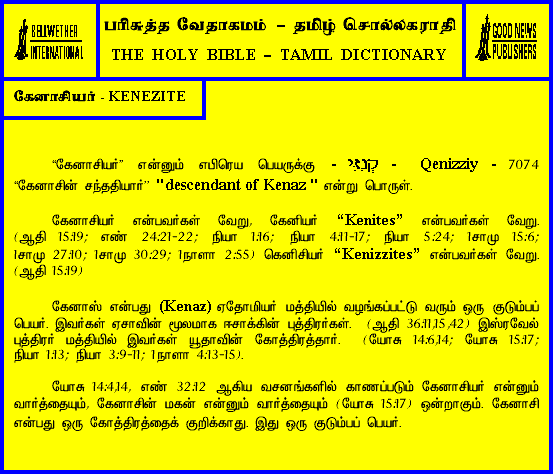 BELLWETHER
INTERNATIONAL
பரிசுத்த வேதாகமம் – தமிழ் சொல்லகராதி
THE HOLY BIBLE – TAMIL DICTIONARY
GOOD NEWS
PUBLISHERS
கேனாசியர் - KENEZITE
“கேனாசியர்” என்னும் எபிரெய பெயருக்கு - קְנִזִּי - Qenizziy - 7074
“கேனாசின் சந்ததியார்” "descendant of Kenaz " என்று பொருள்.
கேனாசியர் என்பவர்கள் வேறு, கேனியர் “Kenites” என்பவர்கள் வேறு.
(ஆதி 15:19; எண் 24:21-22; நியா 1:16; நியா 4:11-17; நியா 5:24; 1சாமு 15:6;
1சாமு 27:10; 1சாமு 30:29; 1நாளா 2:55) கெனிசியர் “Kenizzites” என்பவர்கள் வேறு.
(ஆதி 15:19)
கேனாஸ் என்பது (Kenaz) ஏதோமியர் மத்தியில் வழங்கப்பட்டு வரும் ஒரு குடும்பப்
பெயர். இவர்கள் ஏசாவின் மூலமாக ஈசாக்கின் புத்திரர்கள். (ஆதி 36:11,15,42) இஸ்ரவேல்
புத்திரர் மத்தியில் இவர்கள் யூதாவின் கோத்திரத்தார். (யோசு 14:6,14; யோசு 15:17;
நியா 1:13; நியா 3:9-11; 1நாளா 4:13-15).
யோசு 14:4,14, எண் 32:12 ஆகிய வசனங்களில் காணப்படும் கேனாசியர் என்னும்
வார்த்தையும், கேனாசின் மகன் என்னும் வார்த்தையும் (யோசு 15:17) ஒன்றாகும். கேனாசி
என்பது ஒரு கோத்திரத்தைக் குறிக்காது. இது ஒரு குடும்பப் பெயர்.